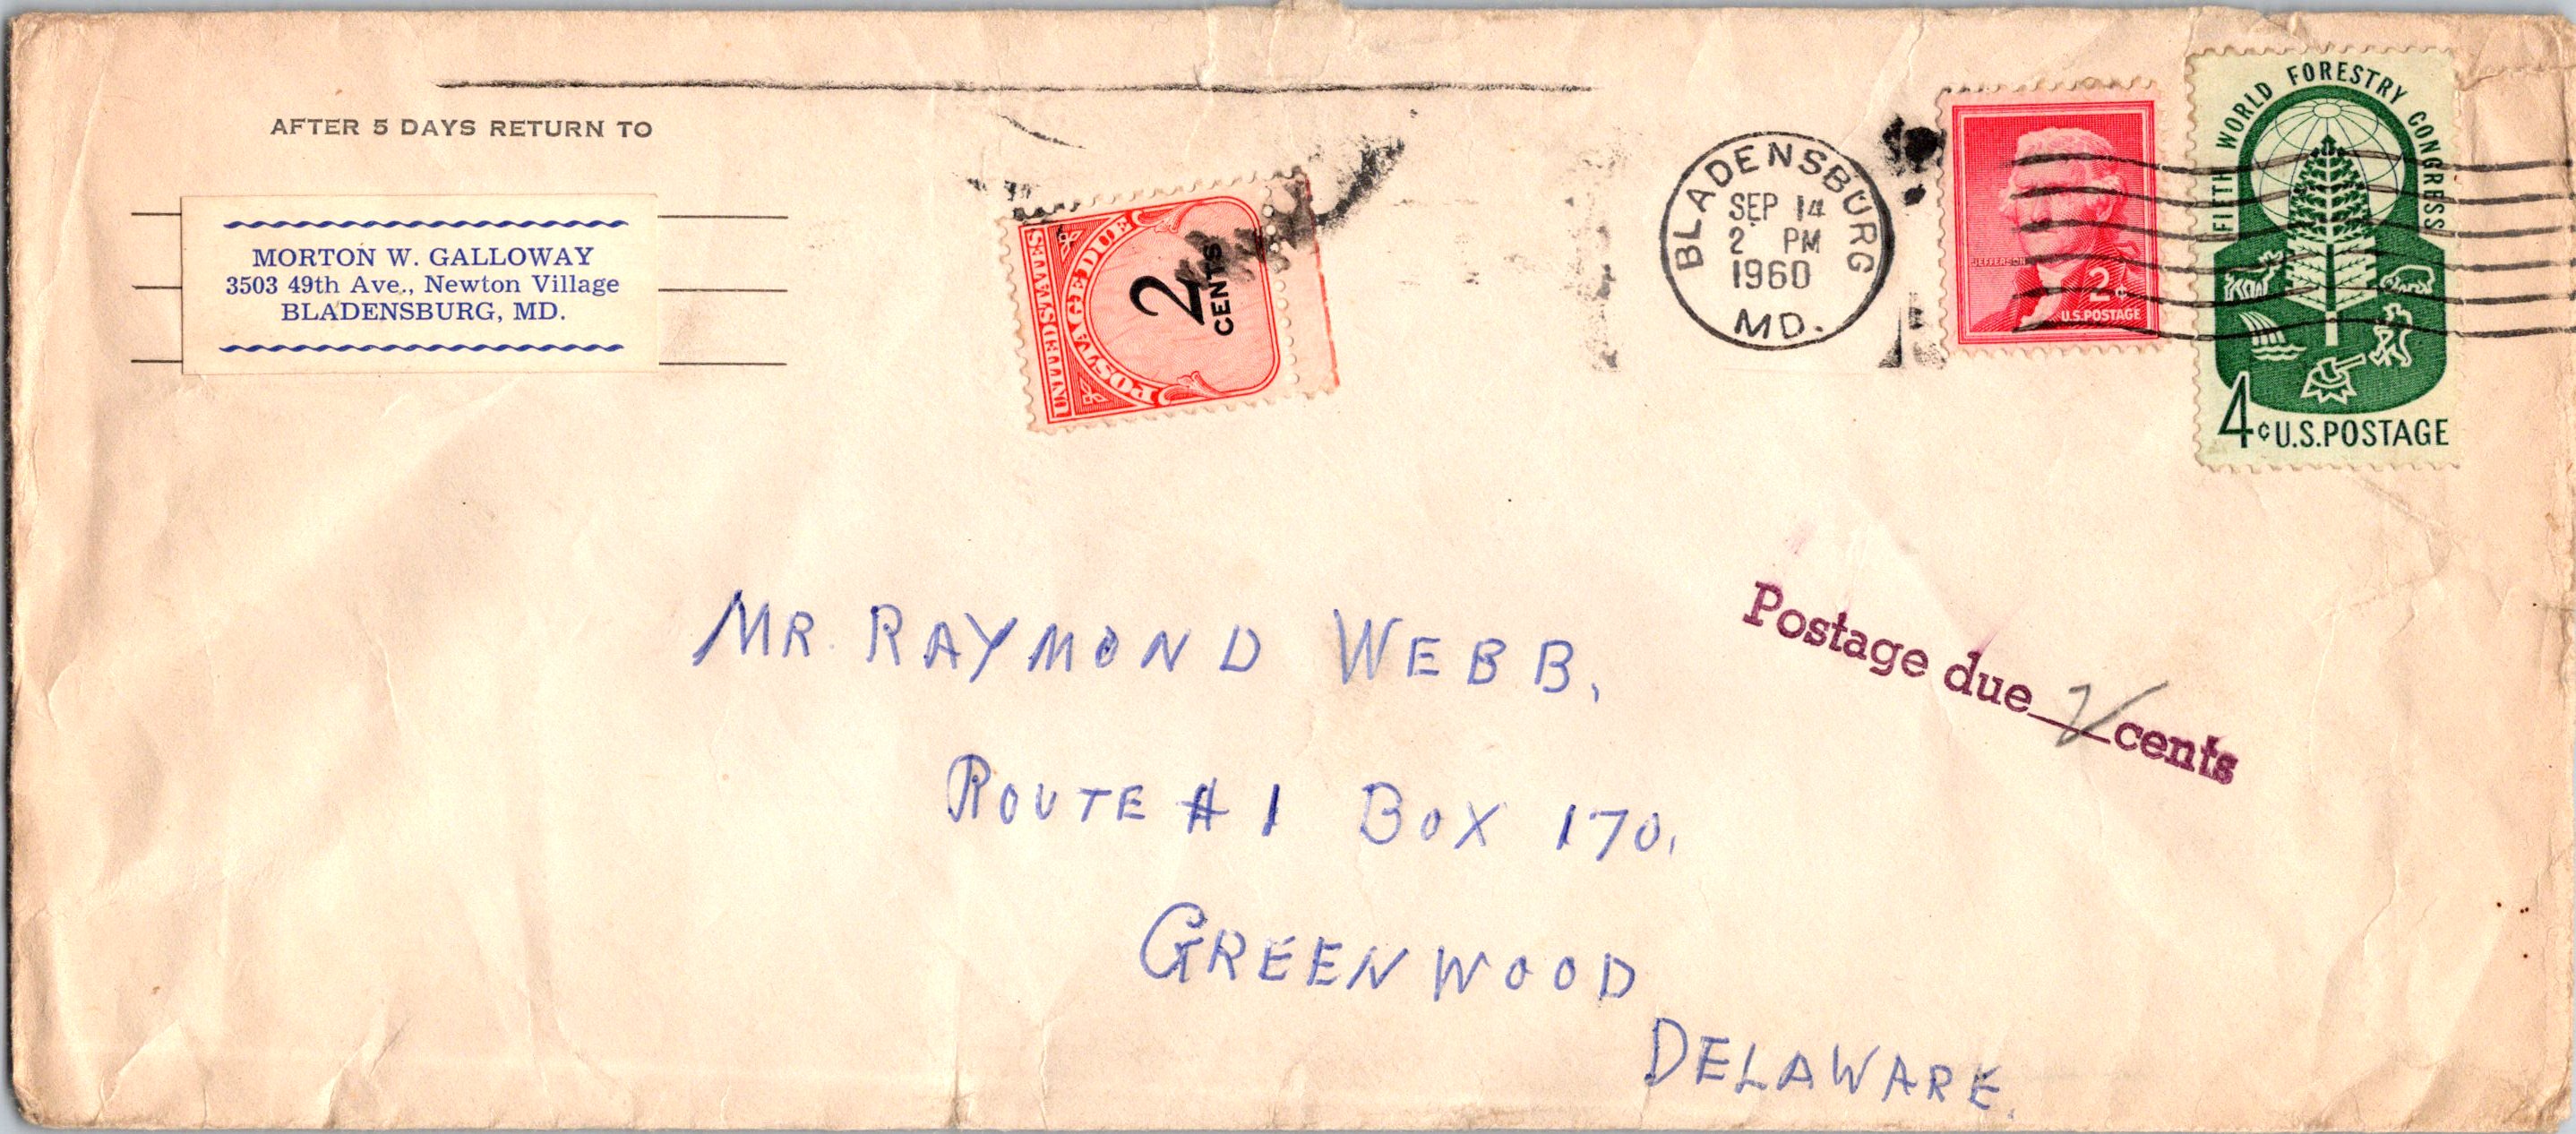 AFTER 5 DAYS RETURN TO
MORTON W. GALLOWAY
3503 49th Ave., Newton Village
BLADENSBURG, MD.
UNITED STATES
POSTAGE DUE
2
CENTS
BLADENSBURG
SEP 14
2 PM
1960
MD.
JEFFERSON
2¢
U.S. POSTAGE
FIFTH WORLD FORESTRY CONGRESS
4¢ U.S. POSTAGE
Postage due 2 cents
MR. RAYMOND WEBB,
ROUTE #1 BOX 170,
GREENWOOD
DELAWARE.